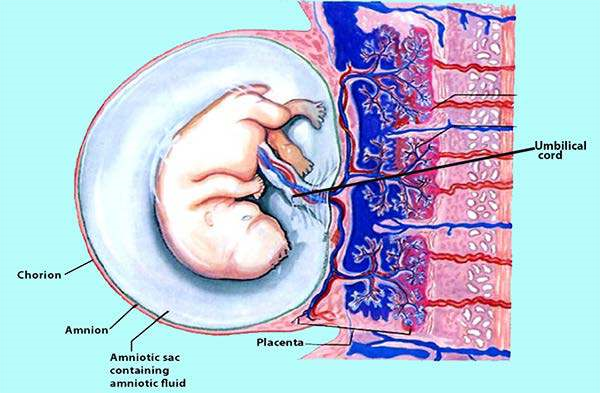 Umbilical
cord
Chorion
Amnion
Placenta
Amniotic sac
containing
amniotic fluid